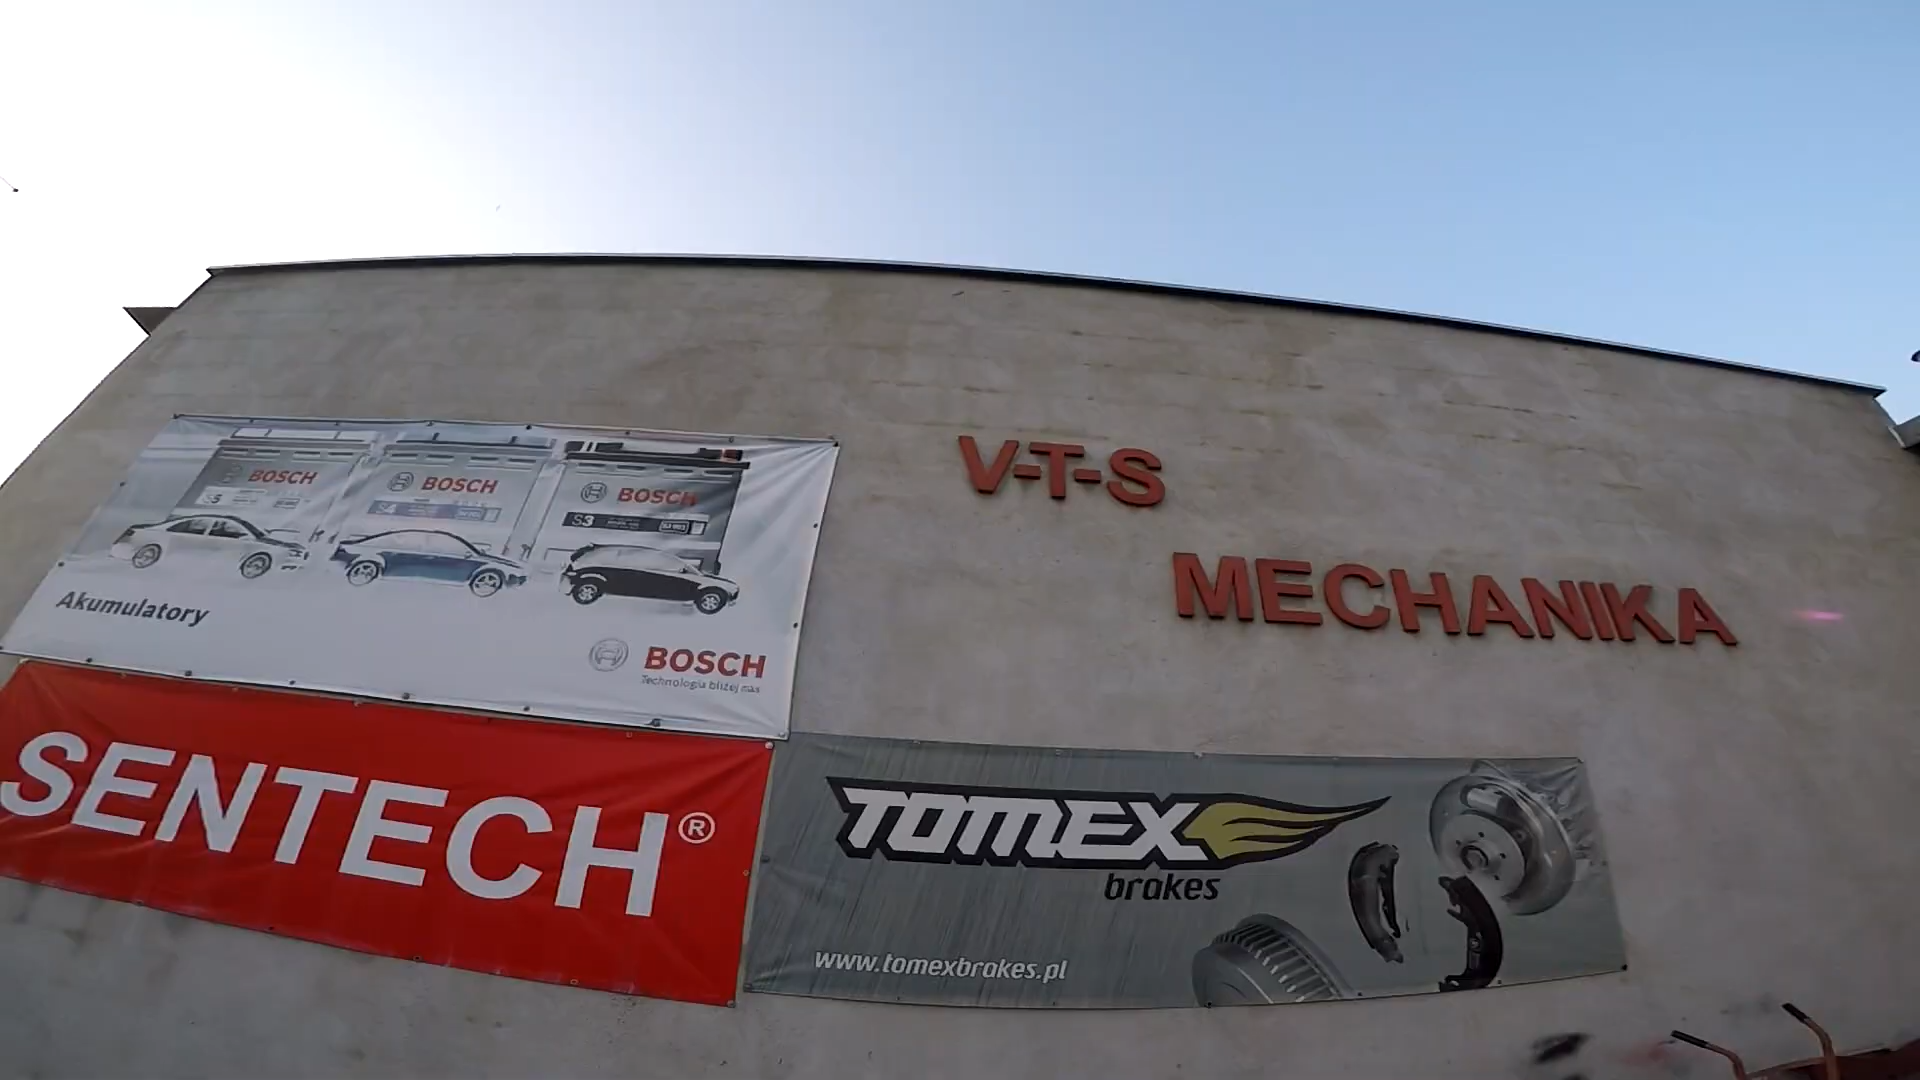 BOSCH
S5
BOSCH
S4
BOSCH
S3
Akumulatory
BOSCH
Technologia bliżej nas
V-T-S
MECHANIKA
SENTECH®
TOMEX
brakes
www.tomexbrakes.pl